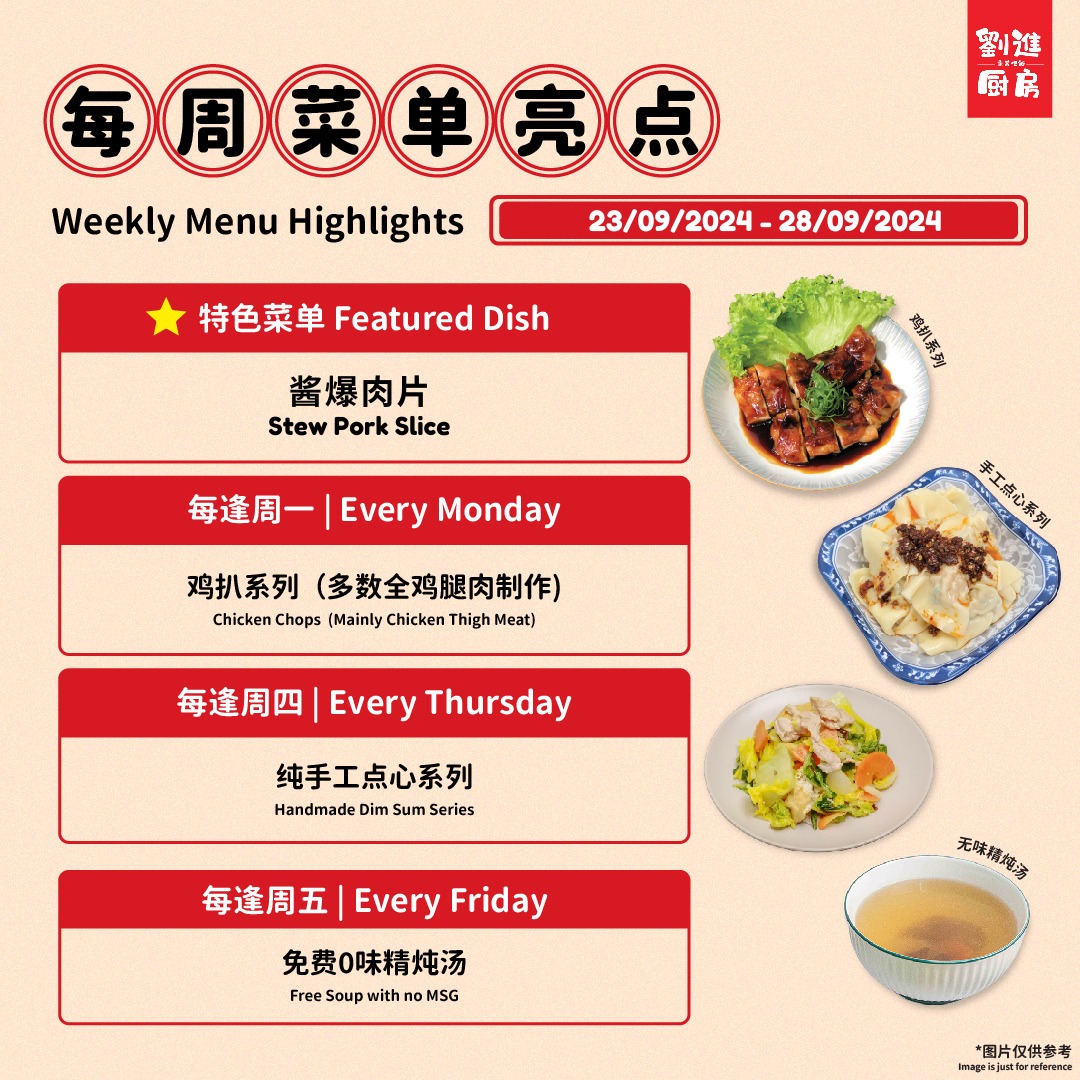 劉進
厨房
每周菜单亮点
Weekly Menu Highlights
23/09/2024 - 28/09/2024
特色菜单 Featured Dish
酱爆肉片
Stew Pork Slice
鸡扒系列
每逢周一 | Every Monday
鸡扒系列（多数全鸡腿肉制作)
Chicken Chops (Mainly Chicken Thigh Meat)
手工点心系列
每逢周四 | Every Thursday
纯手工点心系列
Handmade Dim Sum Series
每逢周五 | Every Friday
免费0味精炖汤
Free Soup with no MSG
无味精炖汤
*图片仅供参考
Image is just for reference